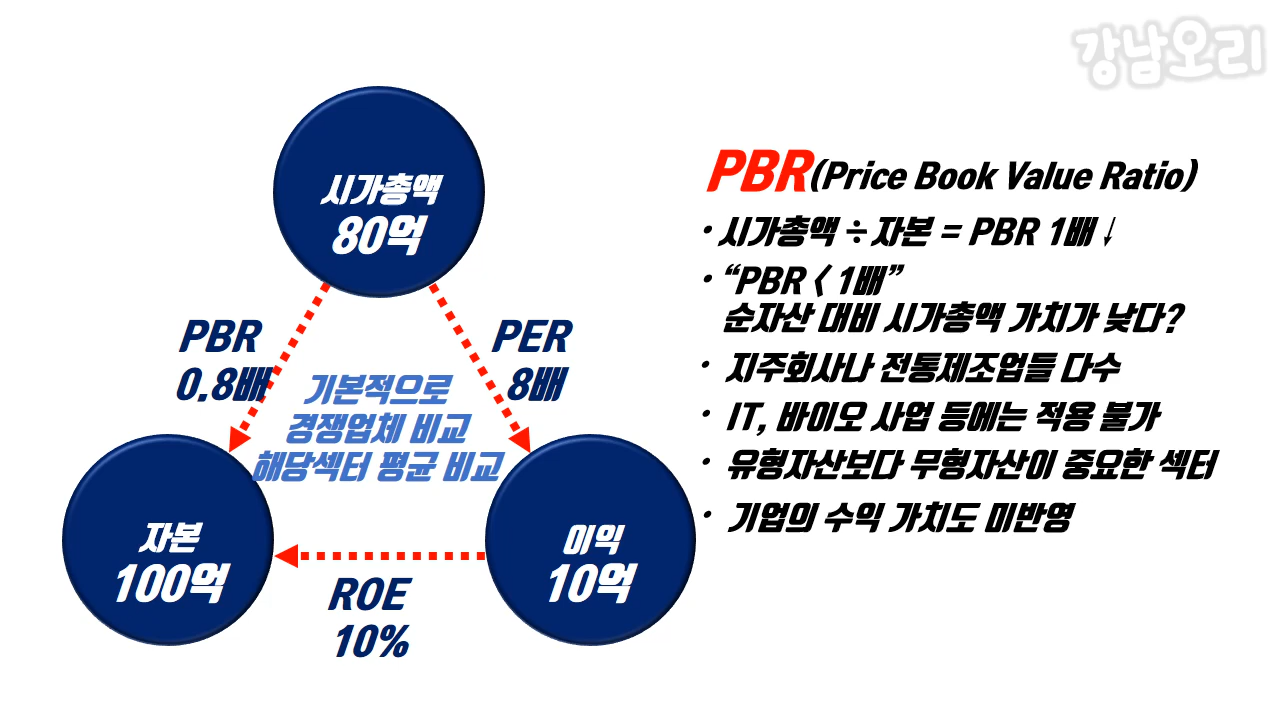 강남오리
시가총액
80억
PBR
0.8배
PER
8배
기본적으로
경쟁업체 비교
해당섹터 평균 비교
자본
100억
이익
10억
ROE
10%
PBR(Price Book Value Ratio)
· 시가총액 ÷ 자본 = PBR 1배↓
· “PBR < 1배”
순자산 대비 시가총액 가치가 낮다?
· 지주회사나 전통제조업들 다수
· IT, 바이오 사업 등에는 적용 불가
· 유형자산보다 무형자산이 중요한 섹터
· 기업의 수익 가치도 미반영